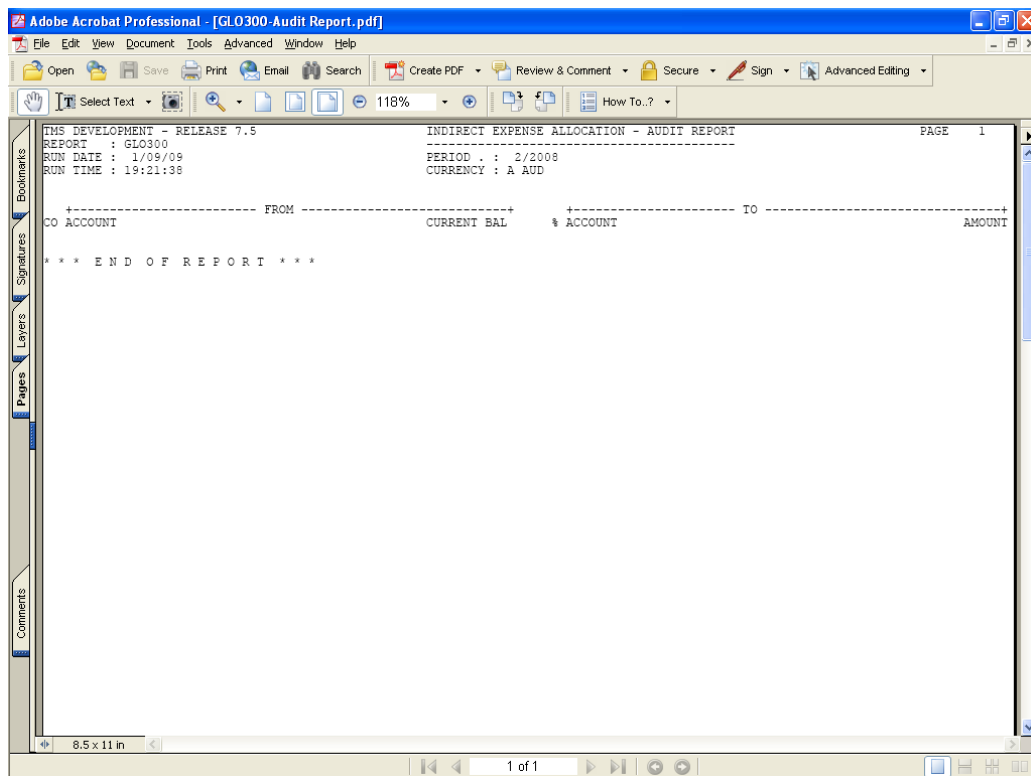 Adobe Acrobat Professional - [GLO300-Audit Report.pdf]
File Edit View Document Tools Advanced Window Help
Open Save Print Email Search Create PDF Review & Comment Secure Sign Advanced Editing
Select Text 118% How To..?
TMS DEVELOPMENT - RELEASE 7.5 INDIRECT EXPENSE ALLOCATION - AUDIT REPORT PAGE 1
REPORT : GLO300 --------------------------------------------
RUN DATE : 1/09/09 PERIOD . : 2/2008
RUN TIME : 19:21:38 CURRENCY : A AUD
+-------------------------- FROM -----------------------------+ +---------------------- TO --------------------------------+
CO ACCOUNT CURRENT BAL % ACCOUNT AMOUNT
* * * E N D O F R E P O R T * * *
Bookmarks
Signatures
Layers
Pages
Comments
8.5 x 11 in
1 of 1